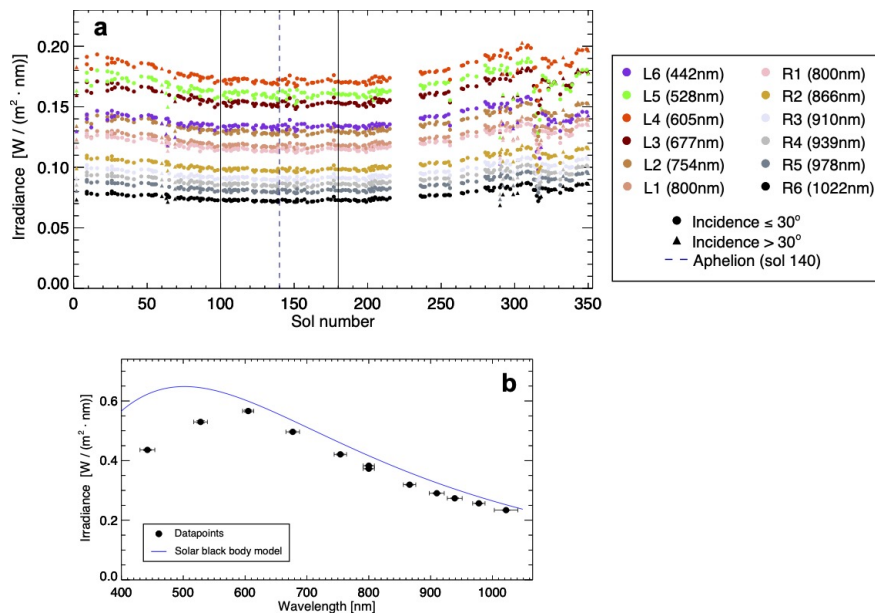 a
0.20
0.15
0.10
0.05
0.00
Irradiance [W / (m² · nm)]
0 50 100 150 200 250 300 350
Sol number
L6 (442nm) R1 (800nm)
L5 (528nm) R2 (866nm)
L4 (605nm) R3 (910nm)
L3 (677nm) R4 (939nm)
L2 (754nm) R5 (978nm)
L1 (800nm) R6 (1022nm)
Incidence ≤ 30°
Incidence > 30°
Aphelion (sol 140)
b
0.6
0.4
0.2
0.0
Irradiance [W / (m² · nm)]
Datapoints
Solar black body model
400 500 600 700 800 900 1000
Wavelength [nm]